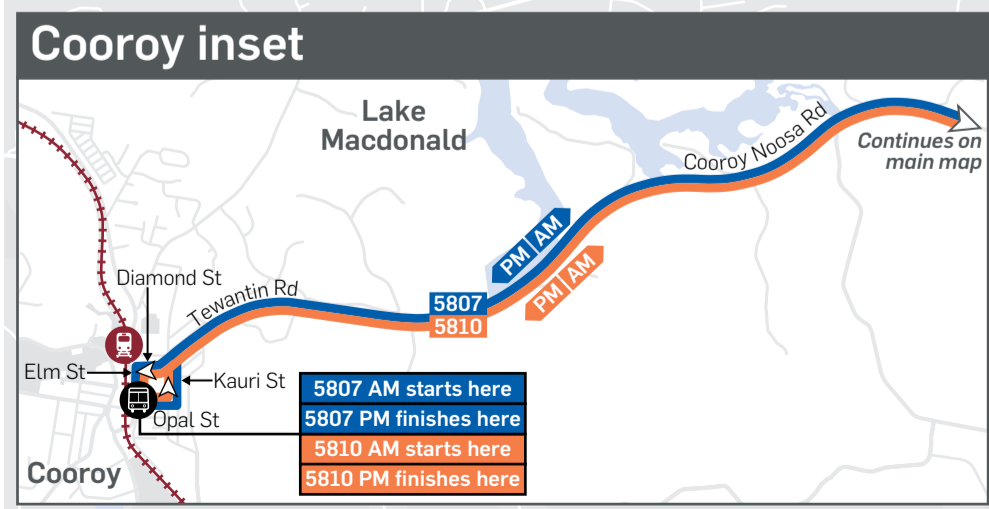 Cooroy inset
Lake
Macdonald
Cooroy Noosa Rd
Continues on
main map
PM | AM
PM | AM
Diamond St
Tewantin Rd
5807
5810
Elm St
Kauri St
Opal St
5807 AM starts here
5807 PM finishes here
5810 AM starts here
5810 PM finishes here
Cooroy